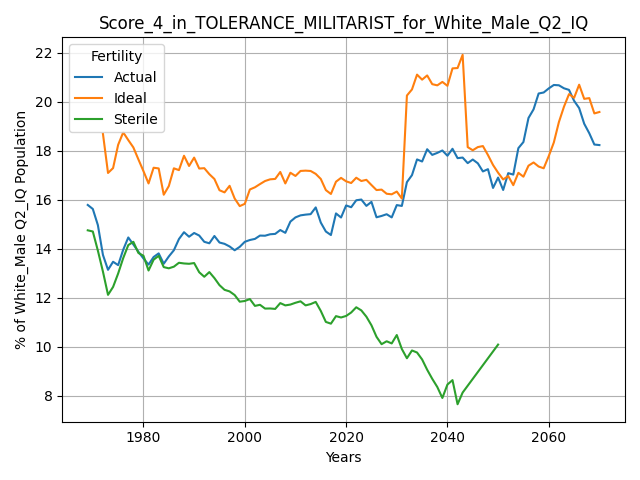 Score_4_in_TOLERANCE_MILITARIST_for_White_Male_Q2_IQ
Fertility
Actual
Ideal
Sterile
% of White_Male Q2_IQ Population
22
20
18
16
14
12
10
8
1980
2000
2020
2040
2060
Years